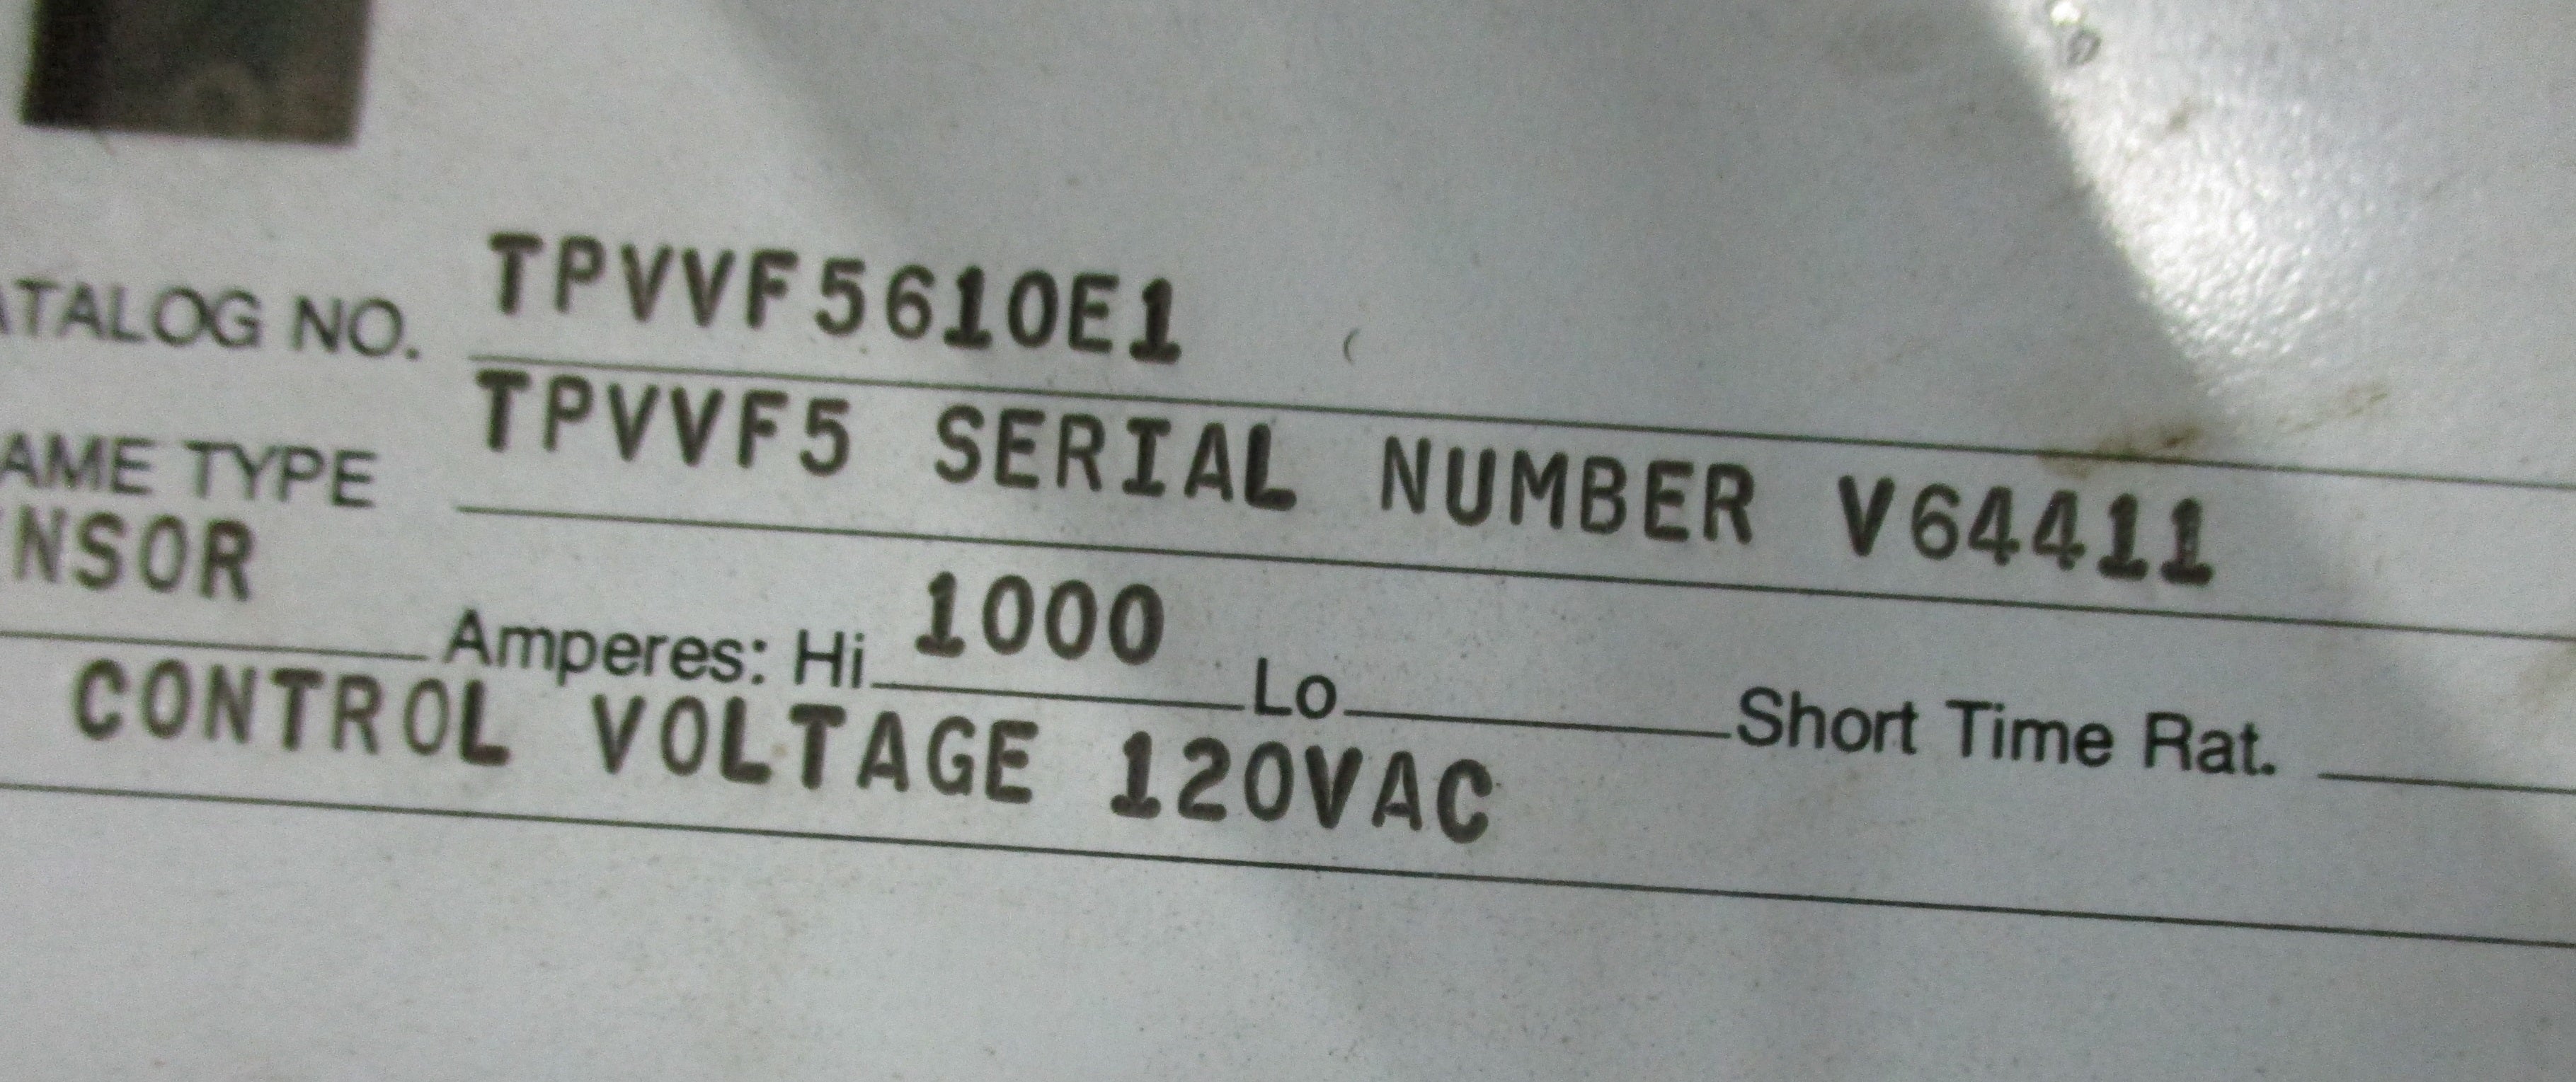 ATALOG NO. TPVVF5610E1
AME TYPE TPVVF5 SERIAL NUMBER V64411
NSOR Amperes: Hi 1000 Lo Short Time Rat.
CONTROL VOLTAGE 120VAC